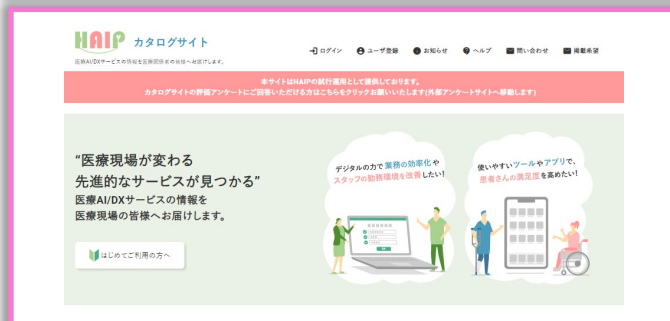 HAIP カタログサイト
医療AI/DXサービスの情報を医療関係者の皆様へお届けします。
ログイン ユーザ登録 お知らせ ヘルプ 問い合わせ 掲載希望
本サイトはHAIPの試行運用として提供しております。
カタログサイトの評価アンケートにご回答いただける方はこちらをクリックお願いいたします(外部アンケートサイトへ移動します)
“医療現場が変わる
先進的なサービスが見つかる”
医療AI/DXサービスの情報を
医療現場の皆様へお届けします。
はじめてご利用の方へ
デジタルの力で業務の効率化や
スタッフの勤務環境を改善したい!
使いやすいツールやアプリで、
患者さんの満足度を高めたい!